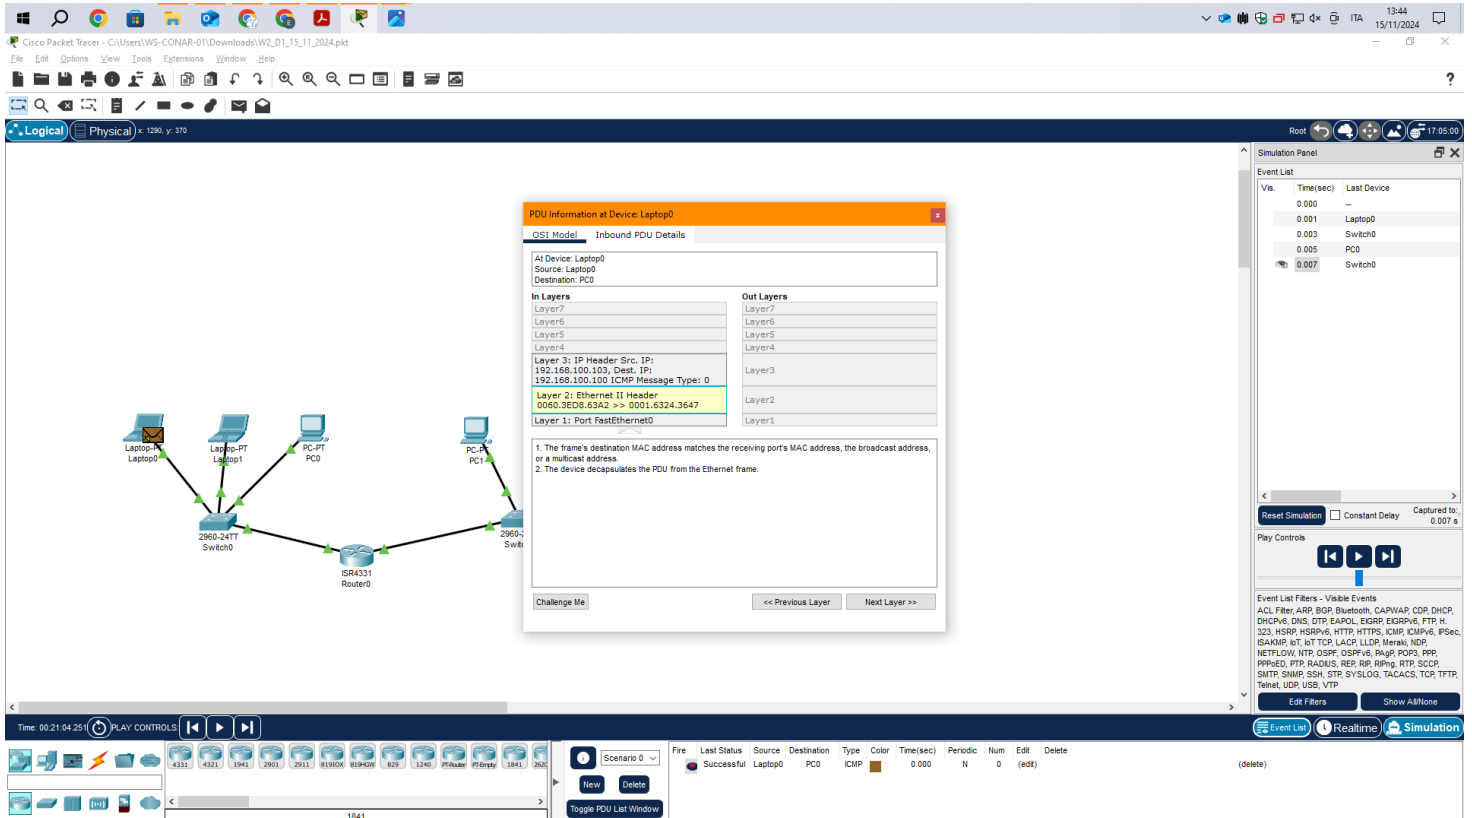 13:44
ITA
15/11/2024
Cisco Packet Tracer - C:\Users\WS-CONAR-01\Downloads\W2_D1_15_11_2024.pkt
File Edit Options View Tools Extensions Window Help
?
Logical Physical x: 1290, y: 370
Root 17:05:00
Simulation Panel
Event List
Vis. Time(sec) Last Device
0.000 --
0.001 Laptop0
0.003 Switch0
0.005 PC0
0.007 Switch0
Reset Simulation Constant Delay Captured to:
0.007 s
Play Controls
Event List Filters - Visible Events
ACL Filter, ARP, BGP, Bluetooth, CAPWAP, CDP, DHCP,
DHCPv6, DNS, DTP, EAPOL, EIGRP, EIGRPv6, FTP, H.
323, HSRP, HSRPv6, HTTP, HTTPS, ICMP, ICMPv6, IPSec,
ISAKMP, IoT, IoT TCP, LACP, LLDP, Meraki, NDP,
NETFLOW, NTP, OSPF, OSPFv6, PAgP, POP3, PPP,
PPPoED, PTP, RADIUS, REP, RIP, RIPng, RTP, SCCP,
SMTP, SNMP, SSH, STP, SYSLOG, TACACS, TCP, TFTP,
Telnet, UDP, USB, VTP
Edit Filters Show All/None
PDU Information at Device: Laptop0 x
OSI Model Inbound PDU Details
At Device: Laptop0
Source: Laptop0
Destination: PC0
In Layers Out Layers
Layer7 Layer7
Layer6 Layer6
Layer5 Layer5
Layer4 Layer4
Layer 3: IP Header Src. IP:
192.168.100.103, Dest. IP:
192.168.100.100 ICMP Message Type: 0
Layer3
Layer 2: Ethernet II Header
0060.3ED8.63A2 >> 0001.6324.3647
Layer2
Layer 1: Port FastEthernet0 Layer1
1. The frame's destination MAC address matches the receiving port's MAC address, the broadcast address,
or a multicast address.
2. The device decapsulates the PDU from the Ethernet frame.
Challenge Me << Previous Layer Next Layer >>
Laptop-PT
Laptop0
Laptop-PT
Laptop1
PC-PT
PC0
PC-PT
PC1
2960-24TT
Switch0
2960-
Switc
ISR4331
Router0
Time: 00:21:04.251 PLAY CONTROLS:
Event List Realtime Simulation
4331 4321 1941 2901 2911 819IOX 819HGW 829 1240 PT-Router PT-Empty 1841 2620
1841
Scenario 0
New Delete
Toggle PDU List Window
Fire Last Status Source Destination Type Color Time(sec) Periodic Num Edit Delete
Successful Laptop0 PC0 ICMP 0.000 N 0 (edit) (delete)